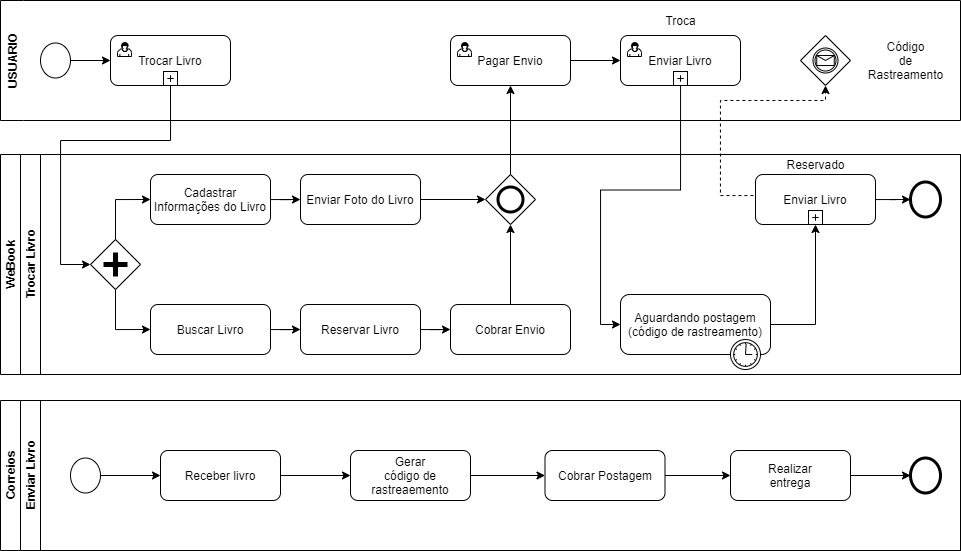 USUÁRIO
Trocar Livro
Pagar Envio
Troca
Enviar Livro
Código
de
Rastreamento
WeBook
Trocar Livro
Cadastrar
Informações do Livro
Enviar Foto do Livro
Reservado
Enviar Livro
Buscar Livro
Reservar Livro
Cobrar Envio
Aguardando postagem
(código de rastreamento)
Correios
Enviar Livro
Receber livro
Gerar
código de
rastreaemento
Cobrar Postagem
Realizar
entrega